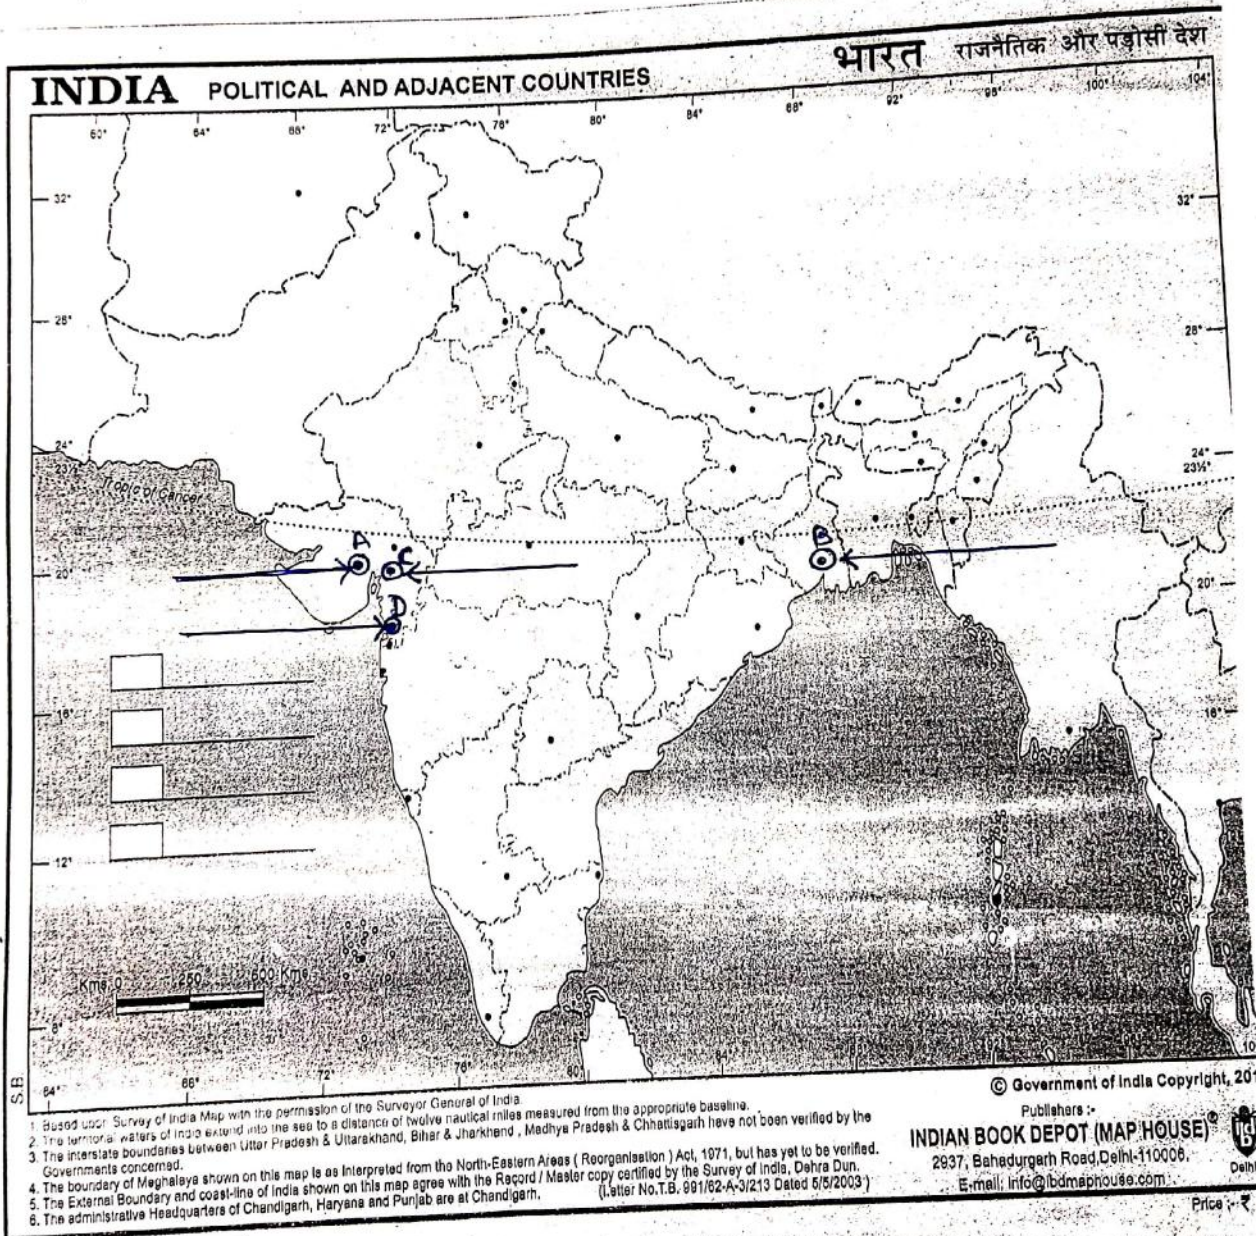 भारत राजनैतिक और पड़ोसी देश
INDIA POLITICAL AND ADJACENT COUNTRIES
60° 64° 68° 72° 76° 80° 84° 88° 92° 96° 100° 104°
32° 32°
28° 28°
24° 24°
23½° 23½°
Tropic of Cancer
A C B
20° 20°
D
16° 16°
12°
Kms 0 250 500 Kms
8°
64° 68° 72° 76° 80° 84°
S.B.
© Government of India Copyright, 201
1. Based upon Survey of India Map with the permission of the Surveyor General of India.
2. The territorial waters of India extend into the sea to a distance of twelve nautical miles measured from the appropriate baseline.
3. The interstate boundaries between Uttar Pradesh & Uttarakhand, Bihar & Jharkhand, Madhya Pradesh & Chhattisgarh have not been verified by the
Governments concerned.
4. The boundary of Meghalaya shown on this map is as interpreted from the North-Eastern Areas (Reorganisation) Act, 1971, but has yet to be verified.
5. The External Boundary and coast-line of India shown on this map agree with the Record / Master copy certified by the Survey of India, Dehra Dun.
(Letter No.T.B. 991/62-A-3/213 Dated 5/5/2003)
6. The administrative Headquarters of Chandigarh, Haryana and Punjab are at Chandigarh.
Publishers :-
INDIAN BOOK DEPOT (MAP HOUSE)®
2937, Bahadurgarh Road, Delhi-110006.
E-mail: info@ibdmaphouse.com
Delhi
Price :- ₹